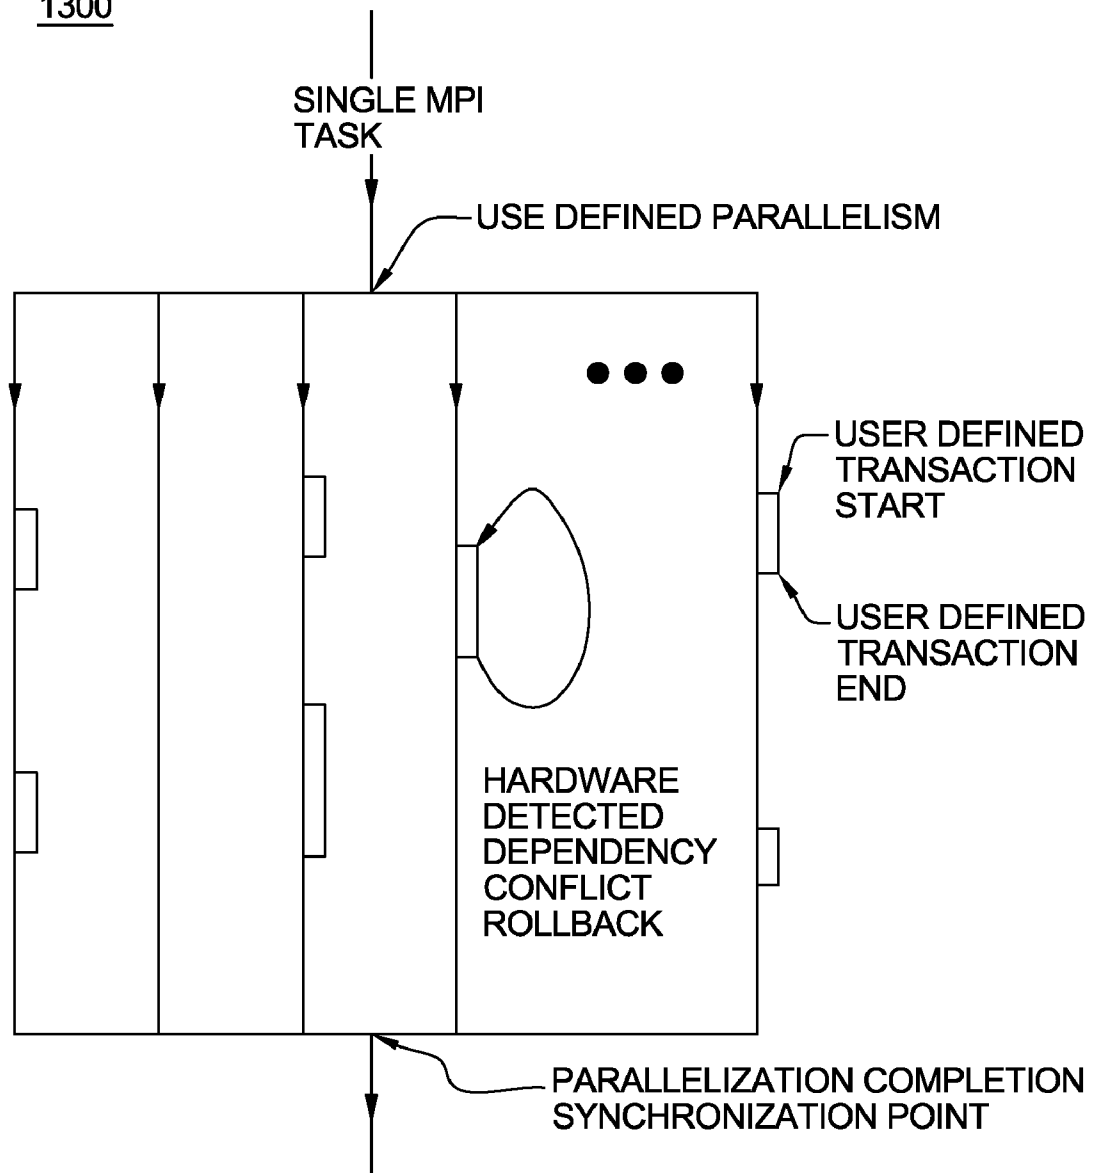 1300
SINGLE MPI
TASK
USE DEFINED PARALLELISM
USER DEFINED
TRANSACTION
START
USER DEFINED
TRANSACTION
END
HARDWARE
DETECTED
DEPENDENCY
CONFLICT
ROLLBACK
PARALLELIZATION COMPLETION
SYNCHRONIZATION POINT